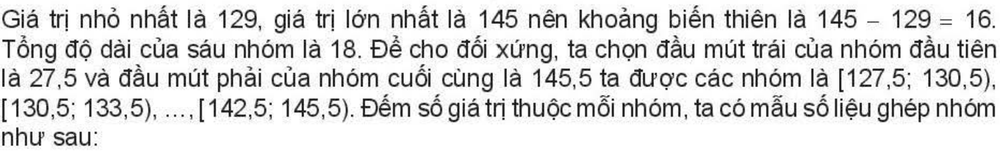 Giá trị nhỏ nhất là 129, giá trị lớn nhất là 145 nên khoảng biến thiên là 145 – 129 = 16.
Tổng độ dài của sáu nhóm là 18. Để cho đối xứng, ta chọn đầu mút trái của nhóm đầu tiên
là 27,5 và đầu mút phải của nhóm cuối cùng là 145,5 ta được các nhóm là [127,5; 130,5),
[130,5; 133,5), ...,[142,5; 145,5). Đếm số giá trị thuộc mỗi nhóm, ta có mẫu số liệu ghép nhóm
như sau: